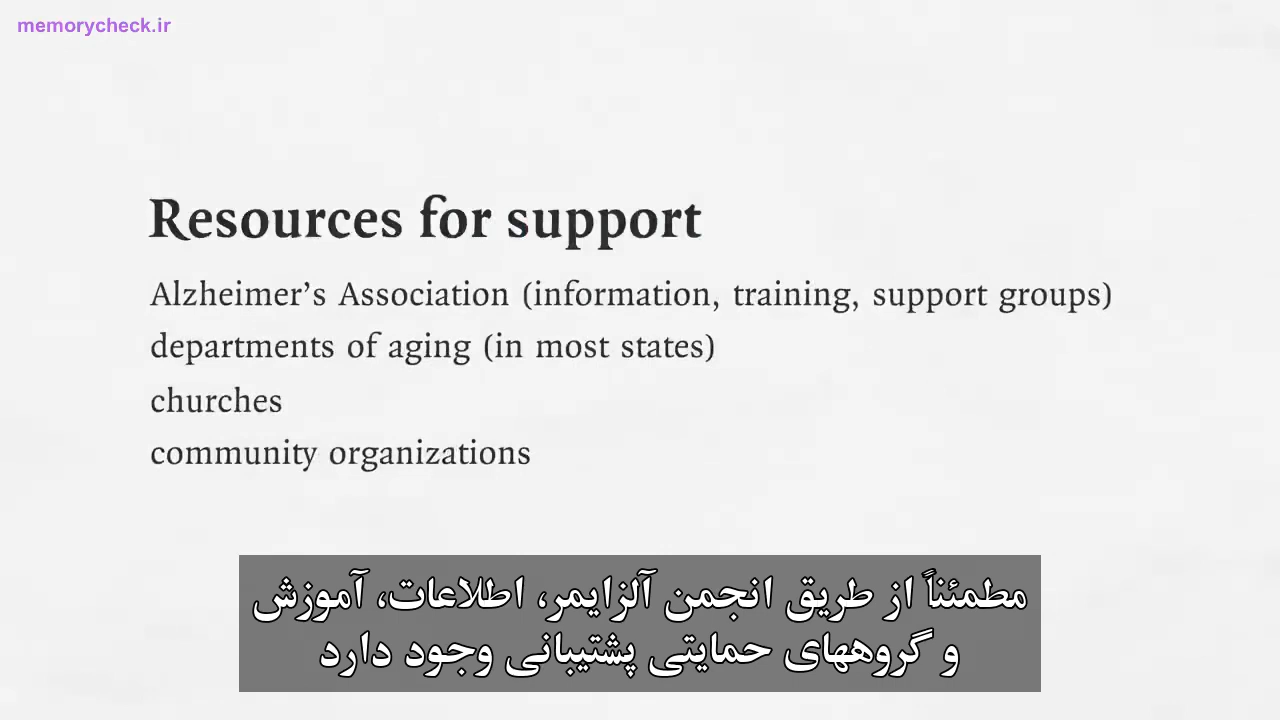 memorycheck.ir
Resources for support
Alzheimer’s Association (information, training, support groups)
departments of aging (in most states)
churches
community organizations
مطمئناً از طریق انجمن آلزایمر، اطلاعات، آموزش
و گروههای حمایتی پشتیبانی وجود دارد